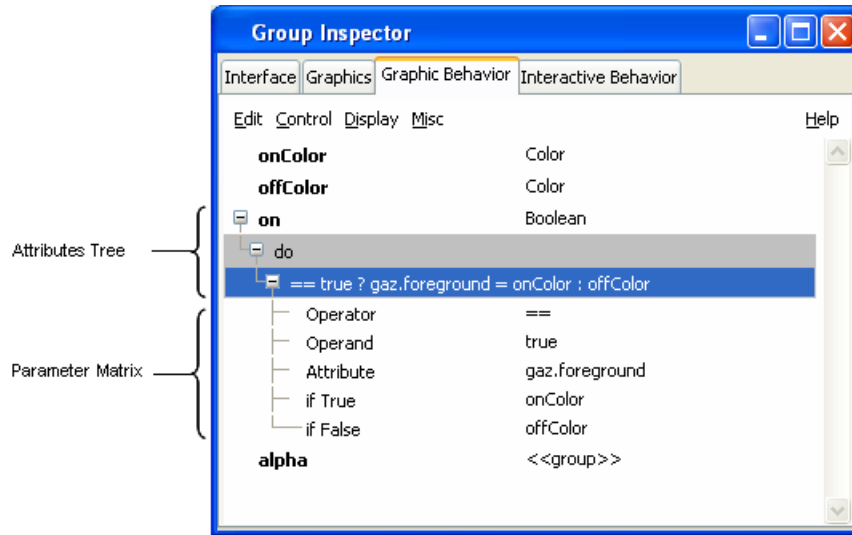 Group Inspector
Interface Graphics Graphic Behavior Interactive Behavior
Edit Control Display Misc Help
onColor Color
offColor Color
on Boolean
Attributes Tree
do
== true ? gaz.foreground = onColor : offColor
Operator ==
Operand true
Parameter Matrix
Attribute gaz.foreground
if True onColor
if False offColor
alpha <<group>>